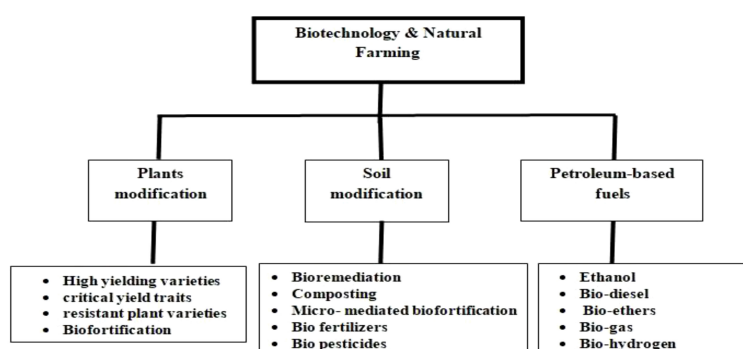 Biotechnology & Natural
Farming
Plants
modification
Soil
modification
Petroleum-based
fuels
• High yielding varieties
• critical yield traits
• resistant plant varieties
• Biofortification
• Bioremediation
• Composting
• Micro- mediated biofortification
• Bio fertilizers
• Bio pesticides
• Ethanol
• Bio-diesel
• Bio-ethers
• Bio-gas
• Bio-hydrogen